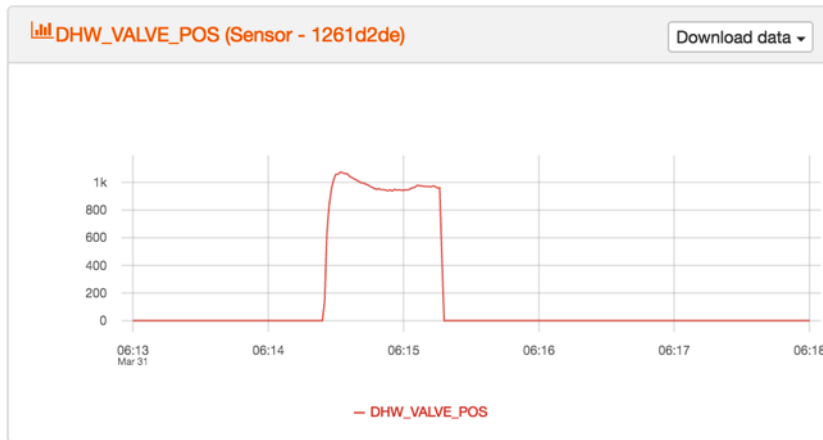 DHW_VALVE_POS (Sensor - 1261d2de)
Download data
1k
800
600
400
200
0
06:13 06:14 06:15 06:16 06:17 06:18
Mar 31
DHW_VALVE_POS